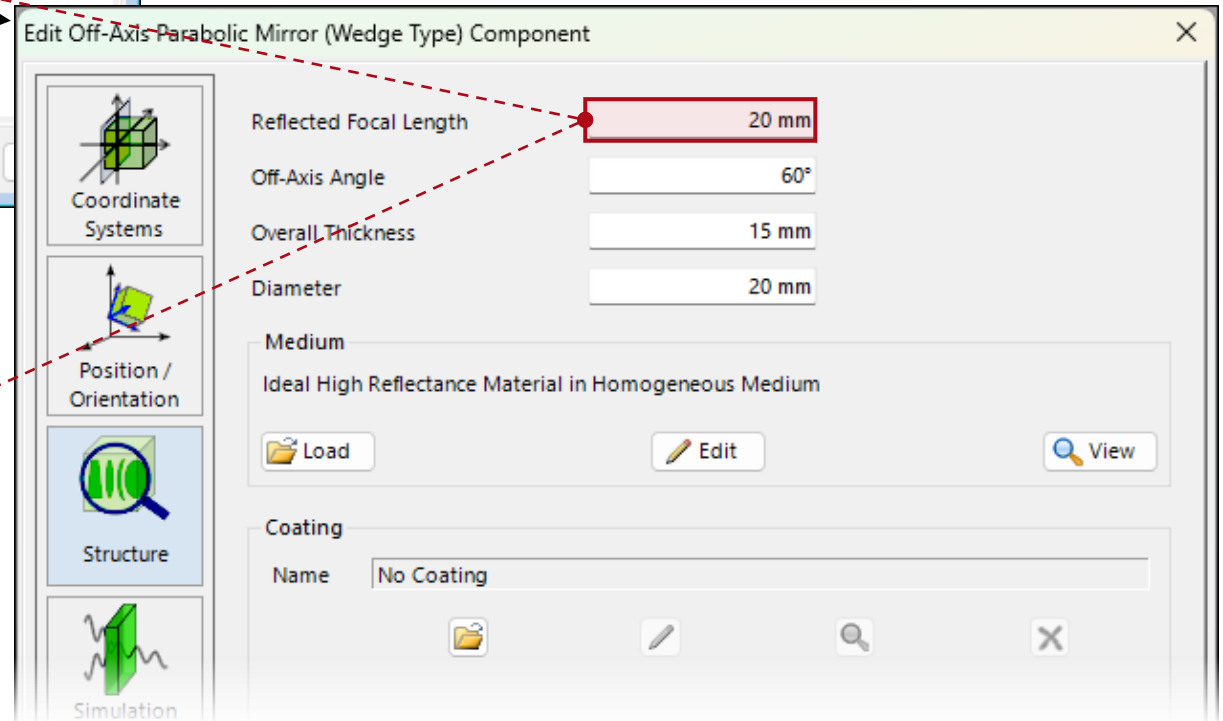 Edit Off-Axis Parabolic Mirror (Wedge Type) Component
Coordinate
Systems
Position /
Orientation
Structure
Simulation
Reflected Focal Length
20 mm
Off-Axis Angle
60°
Overall Thickness
15 mm
Diameter
20 mm
Medium
Ideal High Reflectance Material in Homogeneous Medium
Load
Edit
View
Coating
Name
No Coating